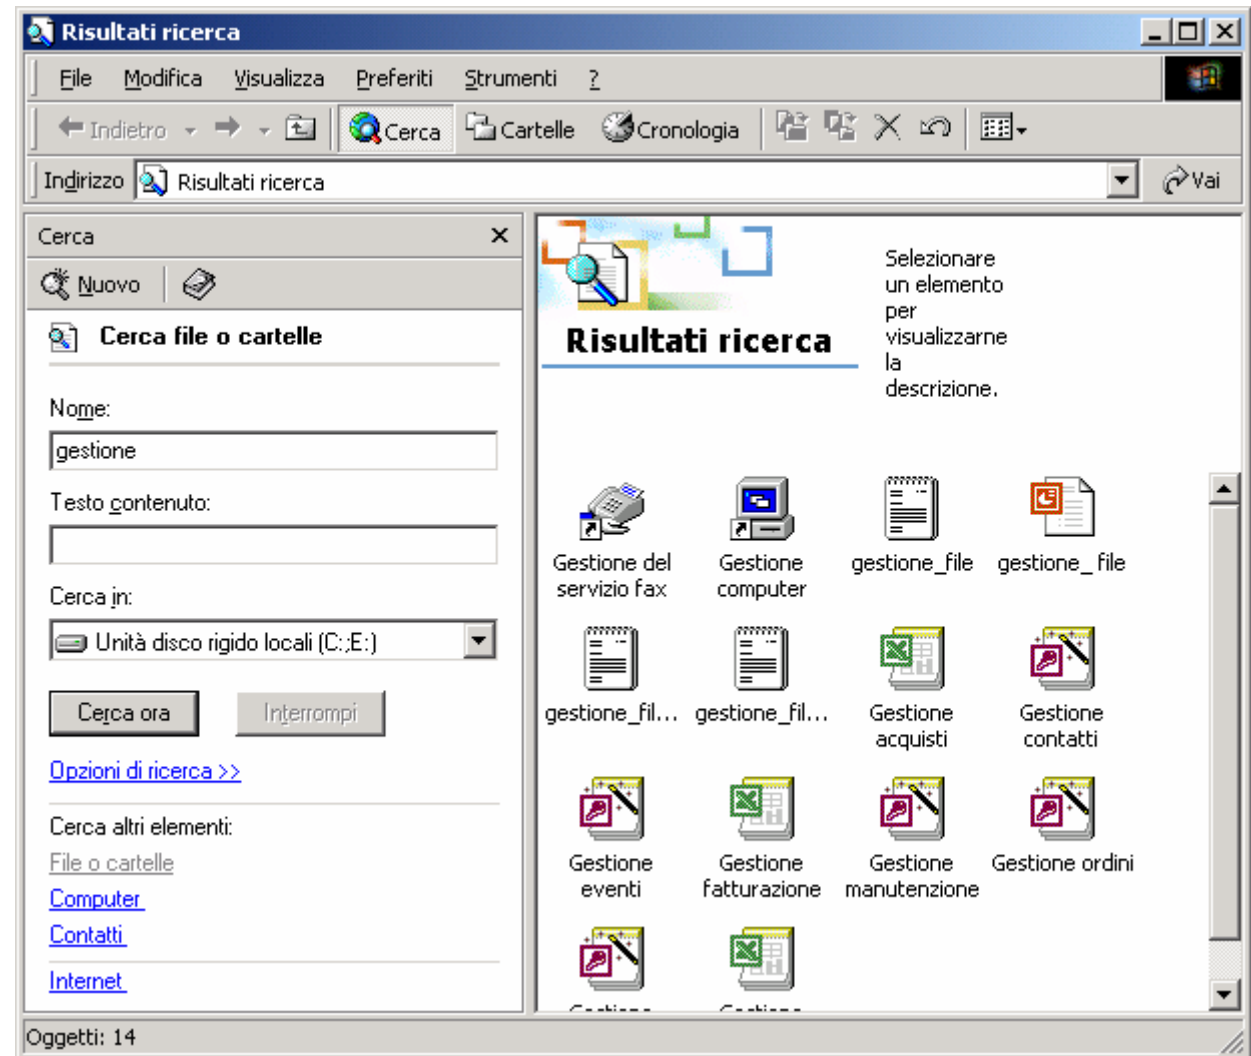 Risultati ricerca
File Modifica Visualizza Preferiti Strumenti ?
Indietro Cerca Cartelle Cronologia
Indirizzo Risultati ricerca Vai
Cerca
Nuovo
Cerca file o cartelle
Nome:
gestione
Testo contenuto:
Cerca in:
Unità disco rigido locali (C:;E:)
Cerca ora Interrompi
Opzioni di ricerca >>
Cerca altri elementi:
File o cartelle
Computer
Contatti
Internet
Risultati ricerca
Selezionare
un elemento
per
visualizzarne
la
descrizione.
Gestione del
servizio fax
Gestione
computer
gestione_file
gestione_ file
gestione_fil...
gestione_fil...
Gestione
acquisti
Gestione
contatti
Gestione
eventi
Gestione
fatturazione
Gestione
manutenzione
Gestione ordini
Gestione
Gestione
Oggetti: 14